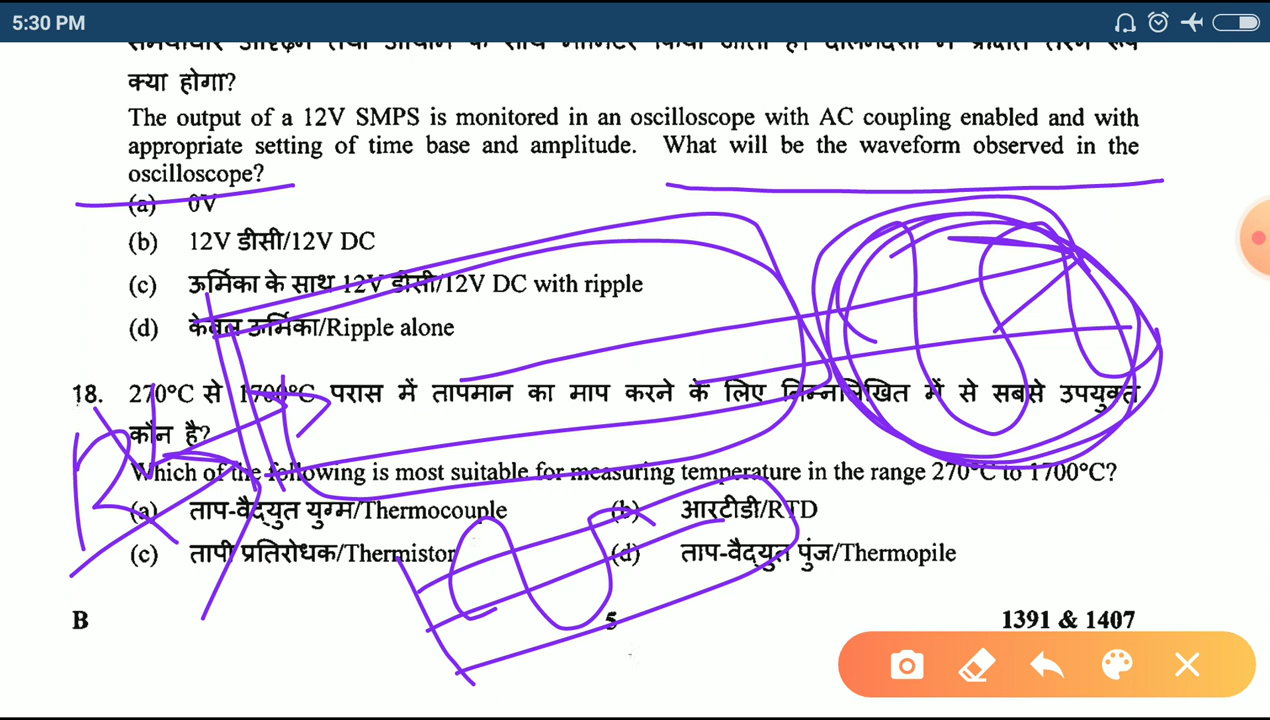 5:30 PM
क्या होगा?
The output of a 12V SMPS is monitored in an oscilloscope with AC coupling enabled and with
appropriate setting of time base and amplitude. What will be the waveform observed in the
oscilloscope?
(a) 0V
(b) 12V डीसी/12V DC
(c) ऊर्मिका के साथ 12V डीसी/12V DC with ripple
(d) केवल ऊर्मिका/Ripple alone
18. 270°C से 1700°C परास में तापमान का माप करने के लिए निम्नलिखित में से सबसे उपयुक्त
कौन है?
Which of the following is most suitable for measuring temperature in the range 270°C to 1700°C?
(a) ताप-वैद्युत युग्म/Thermocouple (b) आरटीडी/RTD
(c) तापी प्रतिरोधक/Thermistor (d) ताप-वैद्युत पुंज/Thermopile
B 5 1391 & 1407